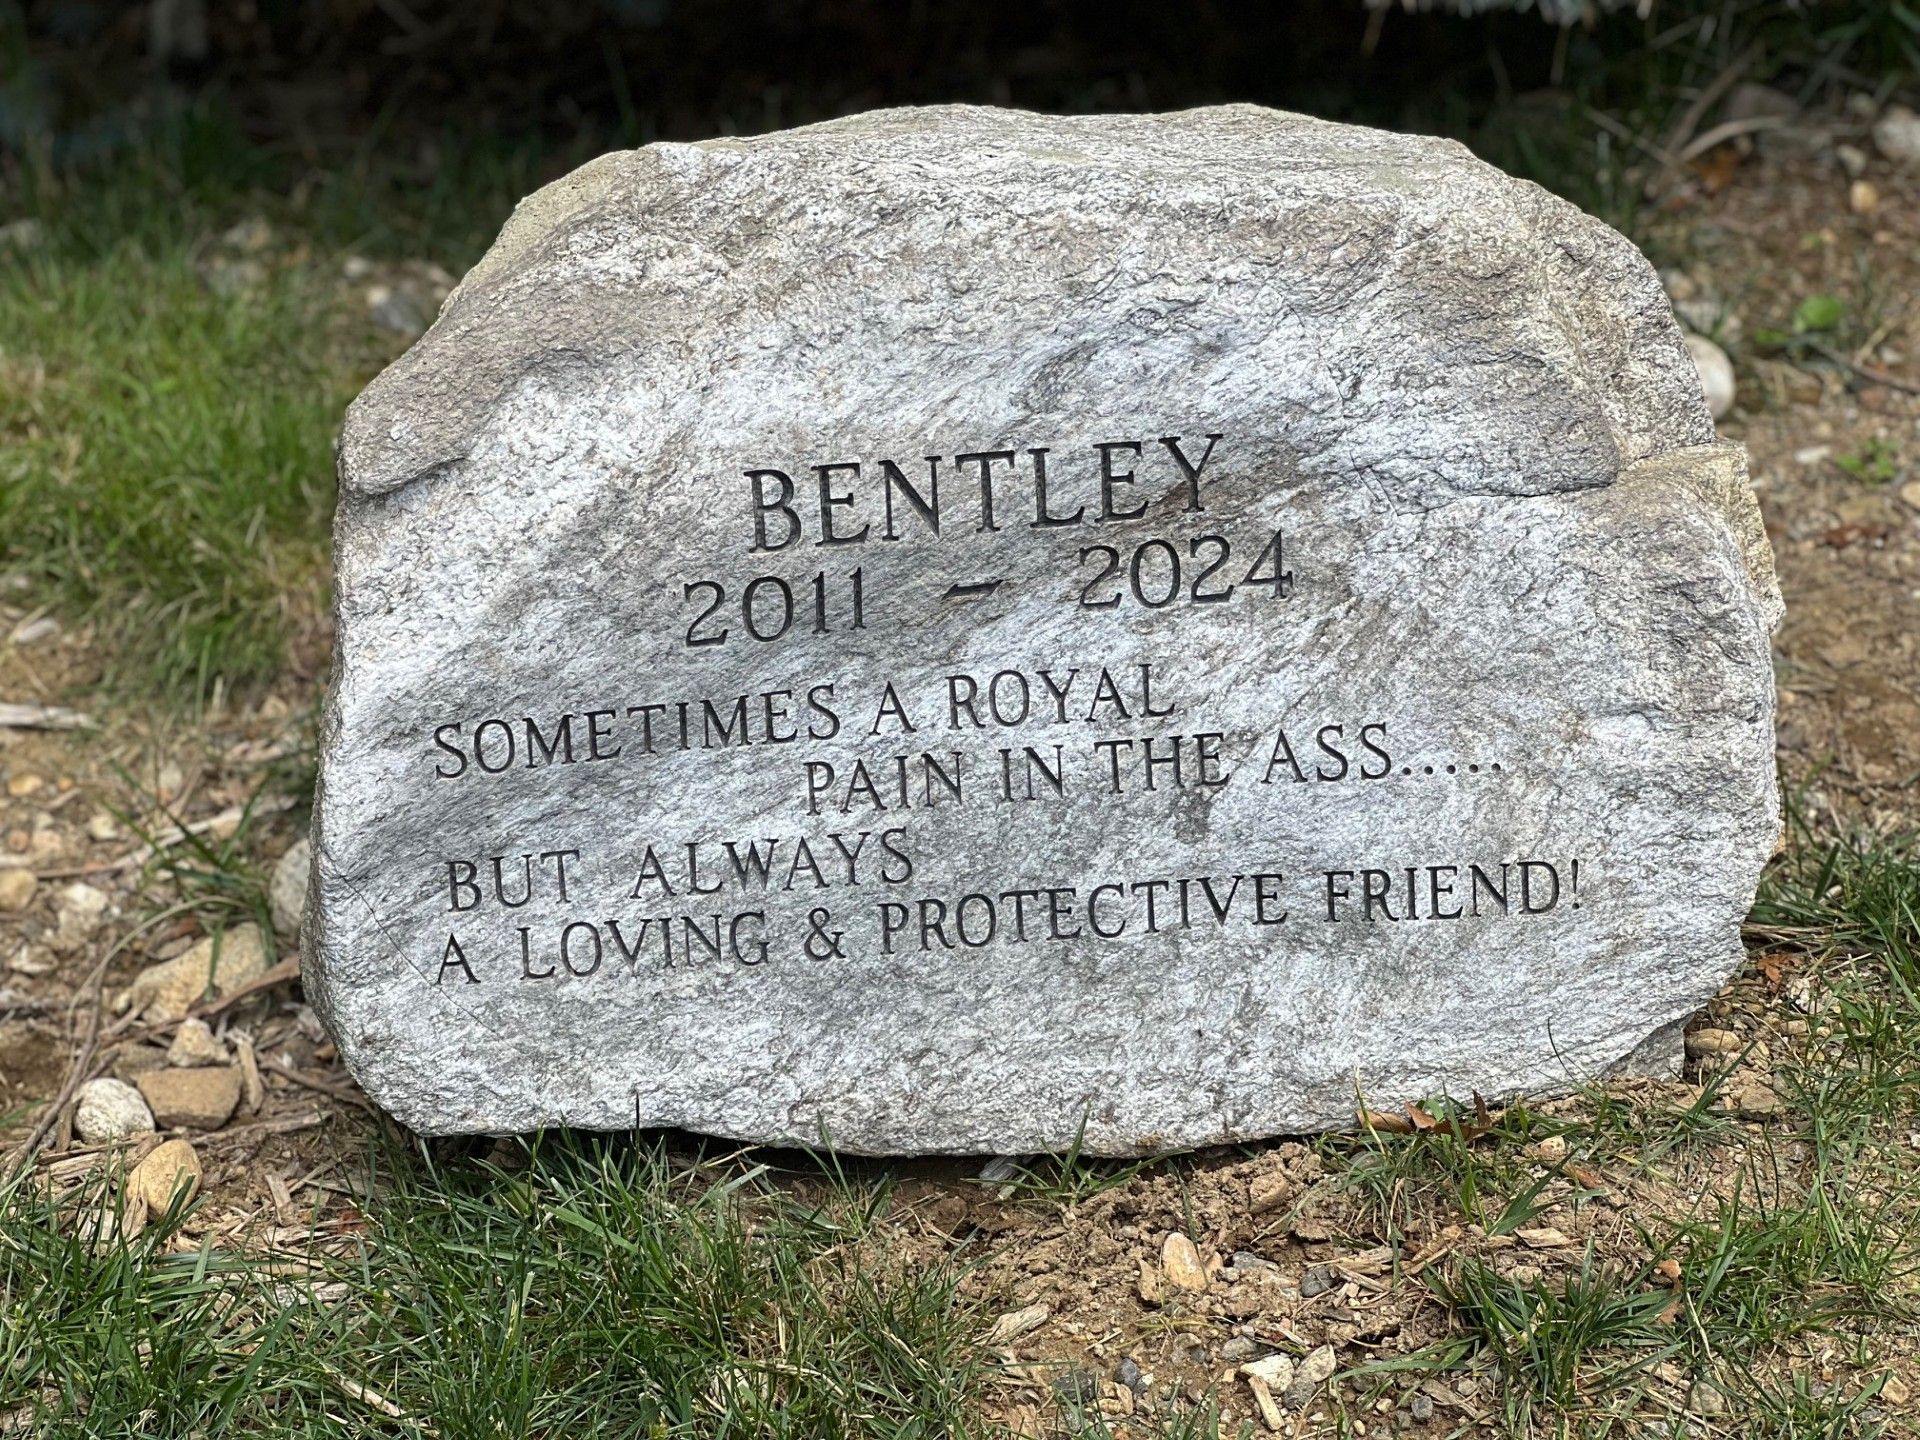 BENTLEY
2011 - 2024
SOMETIMES A ROYAL
PAIN IN THE ASS.....
BUT ALWAYS
A LOVING & PROTECTIVE FRIEND!